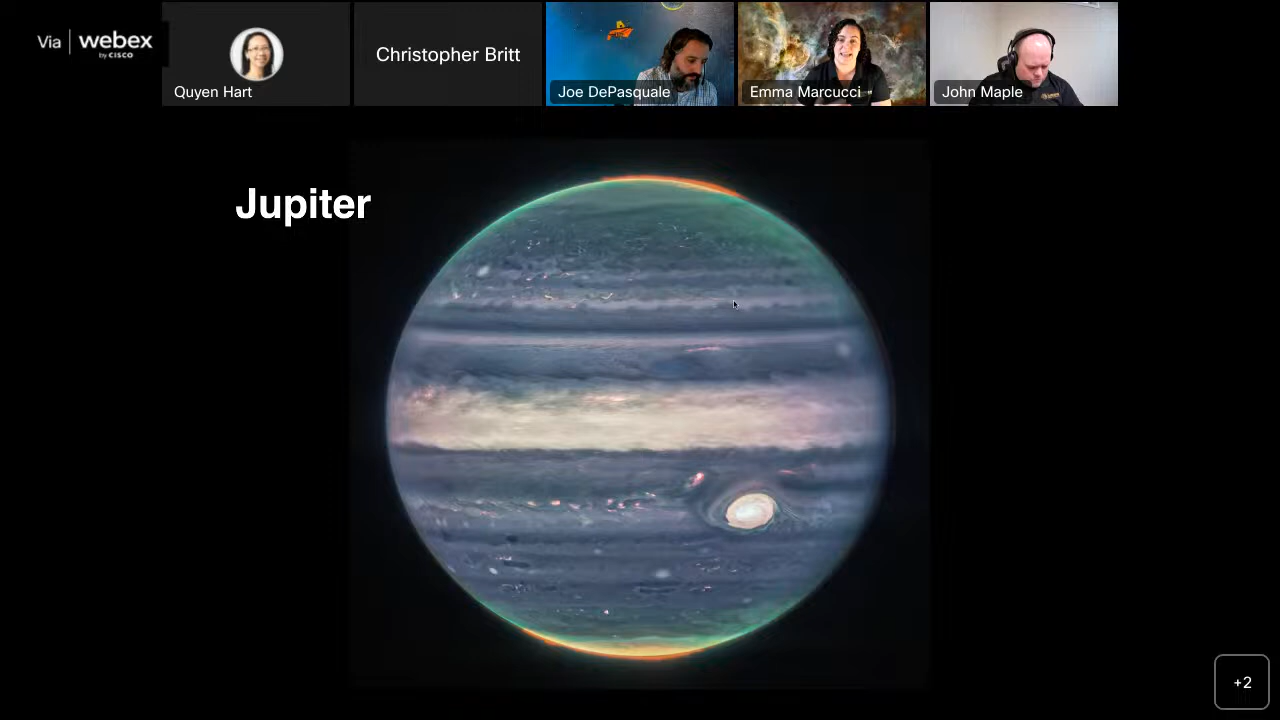 Via | webex
by CISCO
Quyen Hart
Christopher Britt
Joe DePasquale
Emma Marcucci
John Maple
Jupiter
+2